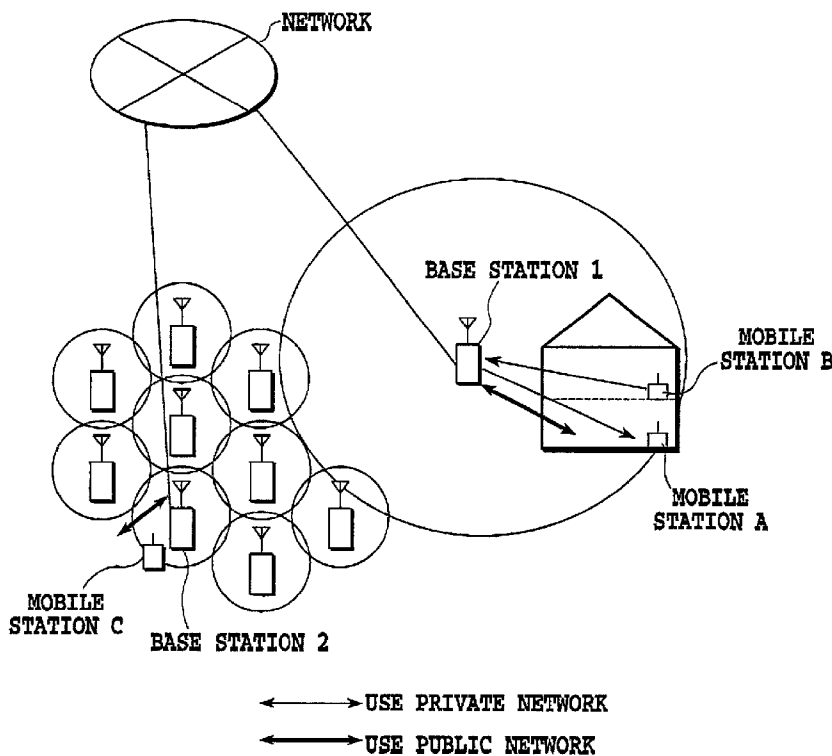 NETWORK
BASE STATION 1
MOBILE
STATION B
MOBILE
STATION A
MOBILE
STATION C
BASE STATION 2
USE PRIVATE NETWORK
USE PUBLIC NETWORK